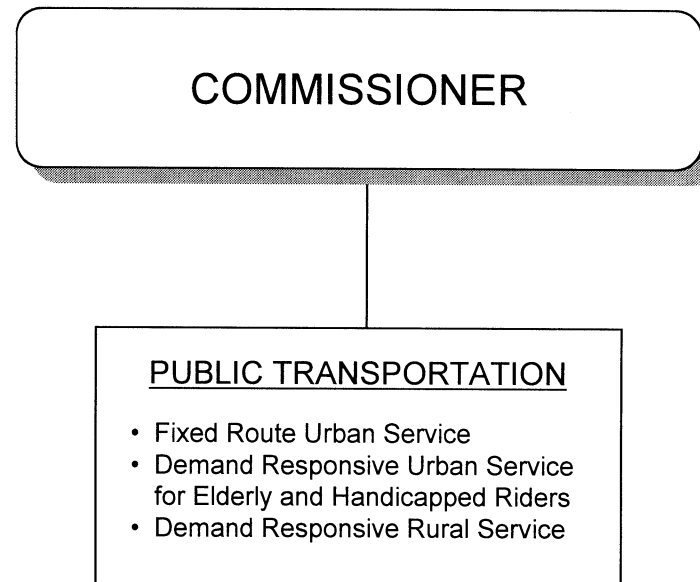 COMMISSIONER
PUBLIC TRANSPORTATION
• Fixed Route Urban Service
• Demand Responsive Urban Service
for Elderly and Handicapped Riders
• Demand Responsive Rural Service